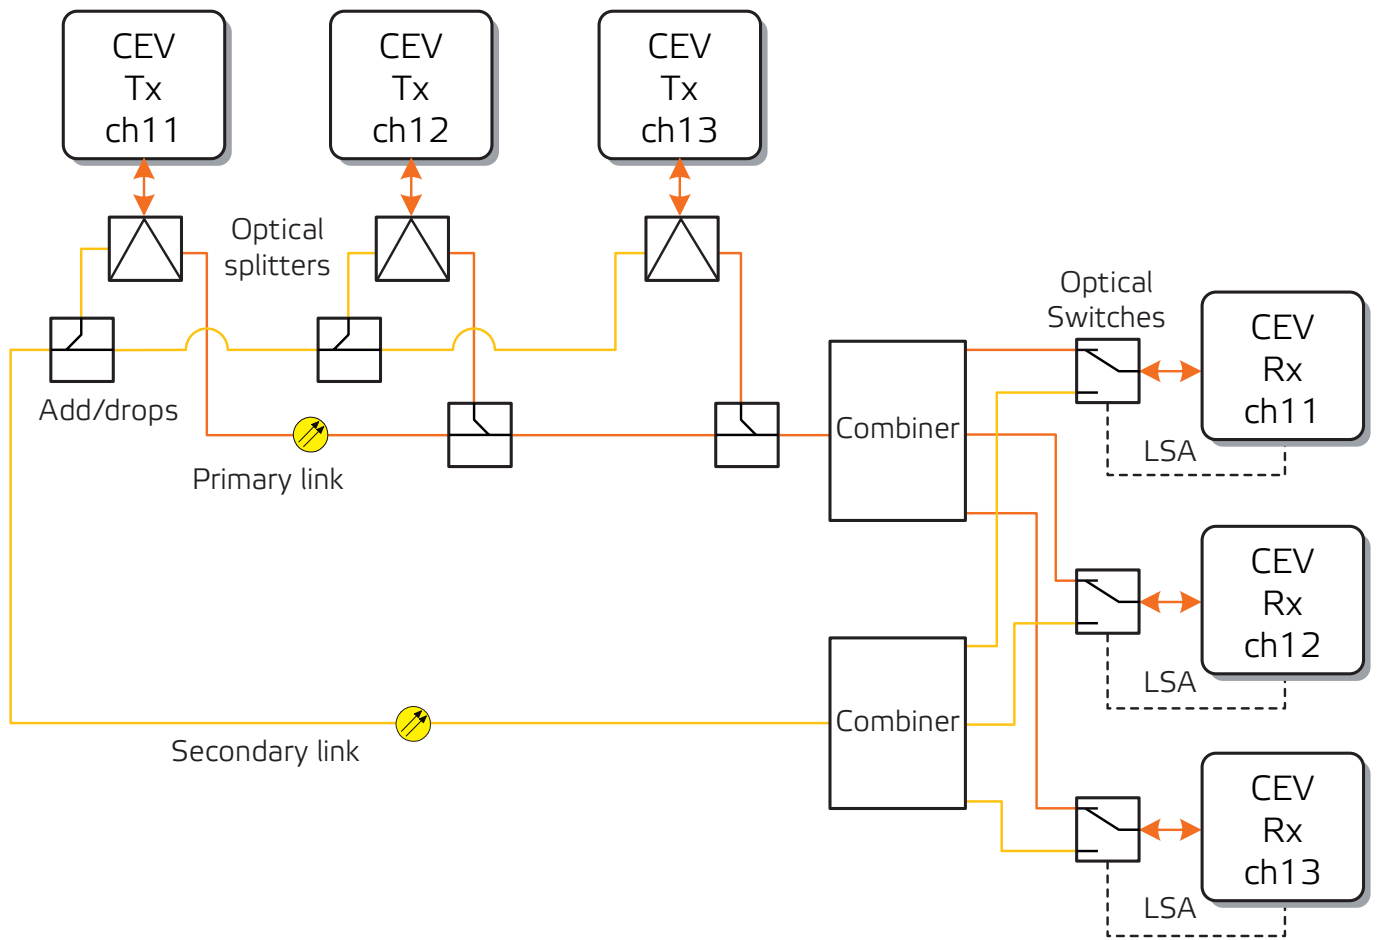 CEV
Tx
ch11
CEV
Tx
ch12
CEV
Tx
ch13
Optical
splitters
Add/drops
Primary link
Secondary link
Combiner
Combiner
Optical
Switches
CEV
Rx
ch11
LSA
CEV
Rx
ch12
LSA
CEV
Rx
ch13
LSA